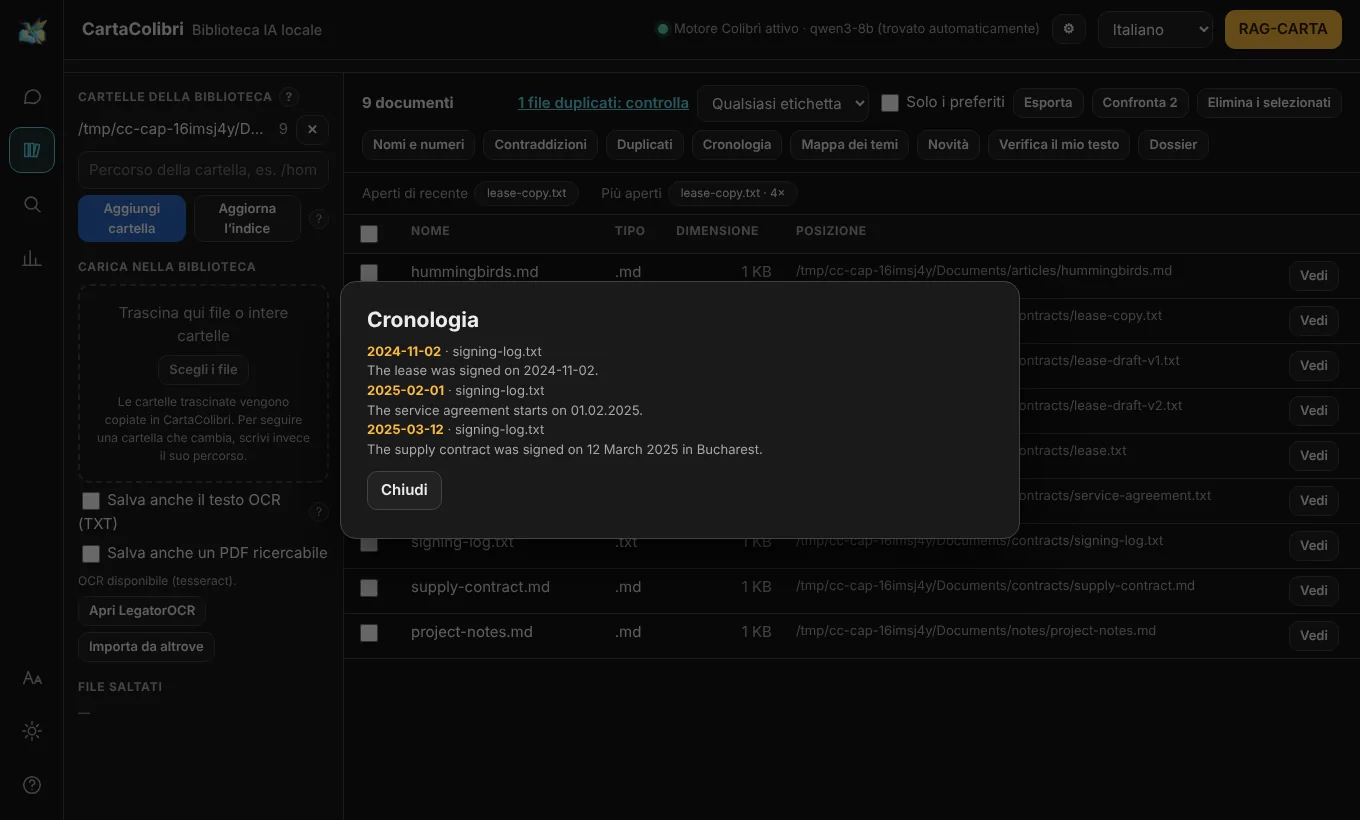 CartaColibri Biblioteca IA locale
Motore Colibrì attivo · qwen3-8b (trovato automaticamente)
⚙
Italiano
RAG-CARTA
CARTELLE DELLA BIBLIOTECA ?
/tmp/cc-cap-16imsj4y/D... 9 ✕
Percorso della cartella, es. /hom
Aggiungi
cartella
Aggiorna
l'indice
?
CARICA NELLA BIBLIOTECA
Trascina qui file o intere
cartelle
Scegli i file
Le cartelle trascinate vengono
copiate in CartaColibri. Per seguire
una cartella che cambia, scrivi invece
il suo percorso.
Salva anche il testo OCR
(TXT)
?
Salva anche un PDF ricercabile
OCR disponibile (tesseract).
Apri LegatorOCR
Importa da altrove
FILE SALTATI
—
AA
?
9 documenti
1 file duplicati: controlla
Qualsiasi etichetta
Solo i preferiti
Esporta
Confronta 2
Elimina i selezionati
Nomi e numeri
Contraddizioni
Duplicati
Cronologia
Mappa dei temi
Novità
Verifica il mio testo
Dossier
Aperti di recente lease-copy.txt Più aperti lease-copy.txt · 4×
NOME TIPO DIMENSIONE POSIZIONE
hummingbirds.md .md 1 KB /tmp/cc-cap-16imsj4y/Documents/articles/hummingbirds.md Vedi
ontracts/lease-copy.txt Vedi
ontracts/lease-draft-v1.txt Vedi
ontracts/lease-draft-v2.txt Vedi
ontracts/lease.txt Vedi
ontracts/service-agreement.txt Vedi
signing-log.txt .txt 1 KB /tmp/cc-cap-16imsj4y/Documents/contracts/signing-log.txt Vedi
supply-contract.md .md 1 KB /tmp/cc-cap-16imsj4y/Documents/contracts/supply-contract.md Vedi
project-notes.md .md 1 KB /tmp/cc-cap-16imsj4y/Documents/notes/project-notes.md Vedi
Cronologia
2024-11-02 · signing-log.txt
The lease was signed on 2024-11-02.
2025-02-01 · signing-log.txt
The service agreement starts on 01.02.2025.
2025-03-12 · signing-log.txt
The supply contract was signed on 12 March 2025 in Bucharest.
Chiudi